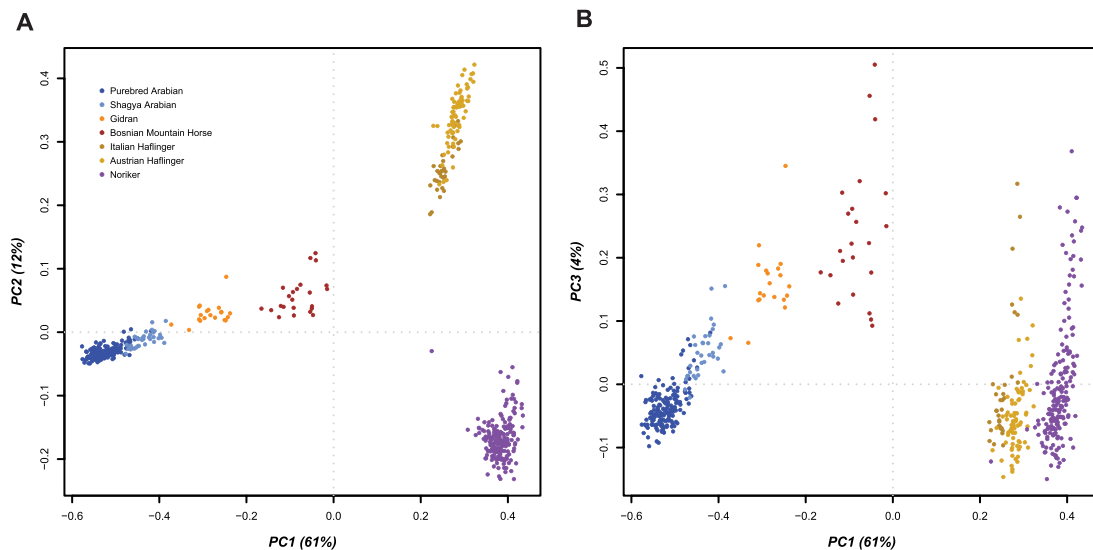 A
B
Purebred Arabian
Shagya Arabian
Gidran
Bosnian Mountain Horse
Italian Haflinger
Austrian Haflinger
Noriker
0.4
0.3
0.2
0.1
0.0
−0.1
−0.2
PC2 (12%)
−0.6
−0.4
−0.2
0.0
0.2
0.4
PC1 (61%)
0.5
0.4
0.3
0.2
0.1
0.0
−0.1
PC3 (4%)
−0.6
−0.4
−0.2
0.0
0.2
0.4
PC1 (61%)